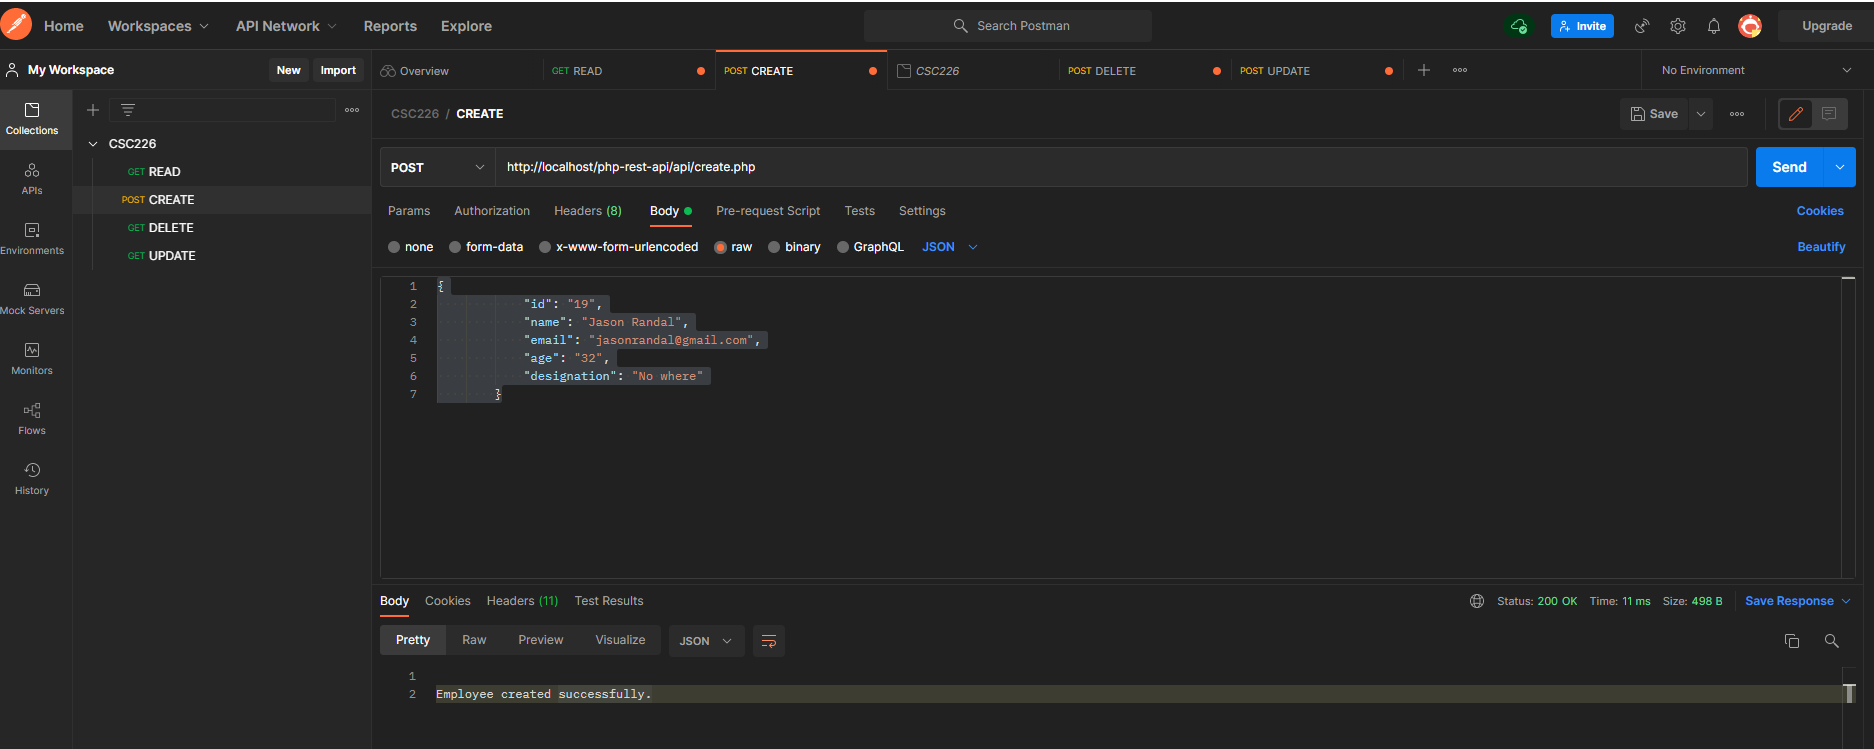 Home Workspaces API Network Reports Explore Search Postman Invite Upgrade
My Workspace New Import Overview GET READ POST CREATE CSC226 POST DELETE POST UPDATE No Environment
Collections
APIs
Environments
Mock Servers
Monitors
Flows
History
CSC226
GET READ
POST CREATE
GET DELETE
GET UPDATE
CSC226 / CREATE Save
POST http://localhost/php-rest-api/api/create.php Send
Params Authorization Headers (8) Body Pre-request Script Tests Settings Cookies
none form-data x-www-form-urlencoded raw binary GraphQL JSON Beautify
1 {
2 "id": "19",
3 "name": "Jason Randal",
4 "email": "jasonrandal@gmail.com",
5 "age": "32",
6 "designation": "No where"
7 }
Body Cookies Headers (11) Test Results Status: 200 OK Time: 11 ms Size: 498 B Save Response
Pretty Raw Preview Visualize JSON
1
2 Employee created successfully.